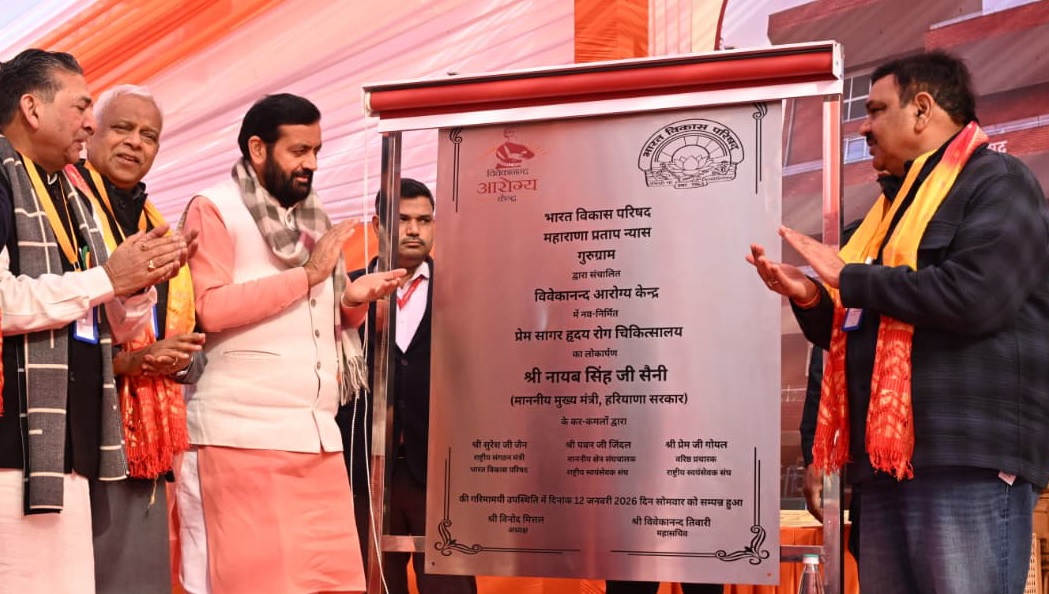 विवेकानन्द
आरोग्य
केन्द्र
भारत विकास परिषद्
भारत विकास परिषद
महाराणा प्रताप न्यास
गुरुग्राम
द्वारा संचालित
विवेकानन्द आरोग्य केन्द्र
में नव-निर्मित
प्रेम सागर हृदय रोग चिकित्सालय
का लोकार्पण
श्री नायब सिंह जी सैनी
(माननीय मुख्य मंत्री, हरियाणा सरकार)
के कर-कमलों द्वारा
श्री सुरेश जी जैन
राष्ट्रीय संगठन मंत्री
भारत विकास परिषद
श्री पवन जी जिंदल
माननीय क्षेत्र संघचालक
राष्ट्रीय स्वयंसेवक संघ
श्री प्रेम जी गोयल
वरिष्ठ प्रचारक
राष्ट्रीय स्वयंसेवक संघ
की गरिमामयी उपस्थिति में दिनांक 12 जनवरी 2026 दिन सोमवार को सम्पन्न हुआ
श्री विनोद मित्तल
अध्यक्ष
श्री विवेकानन्द तिवारी
महासचिव